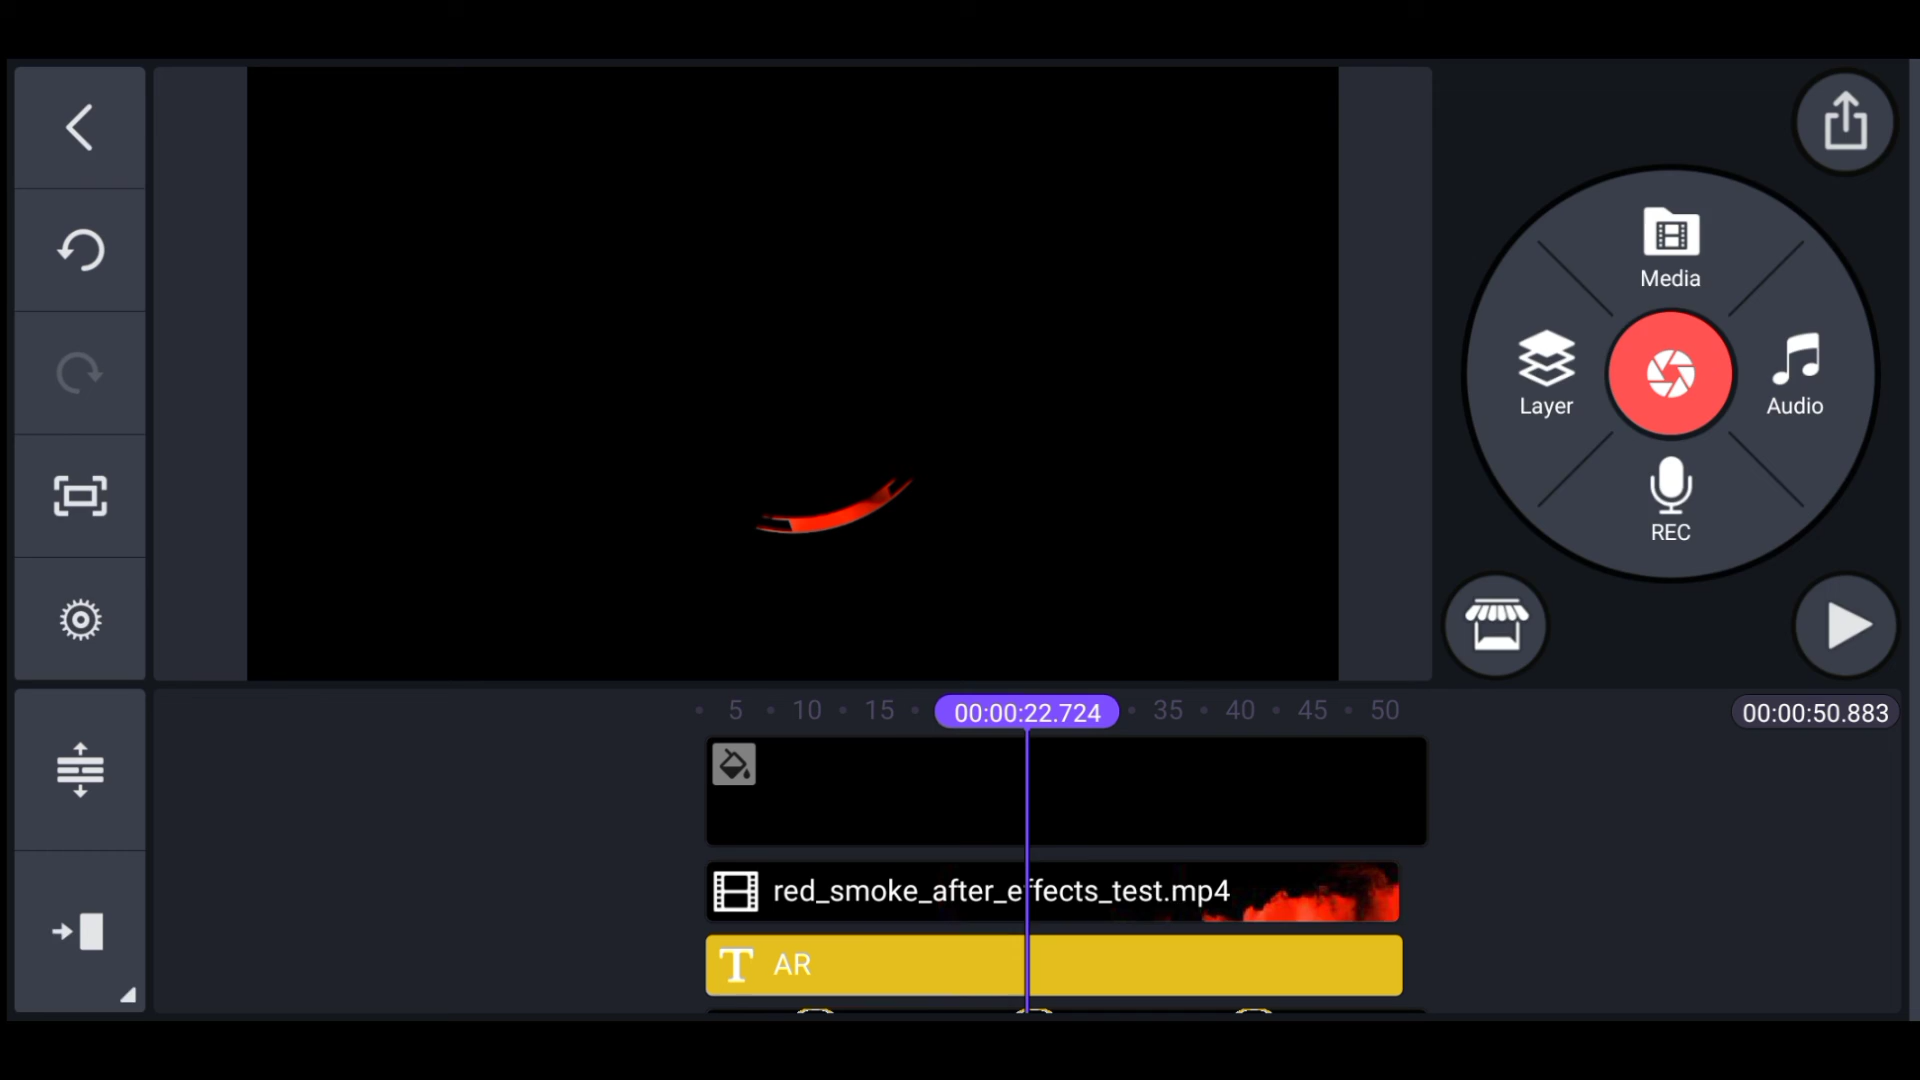 Media
Layer
Audio
REC
5 10 15 00:00:22.724 35 40 45 50 00:00:50.883
red_smoke_after_effects_test.mp4
T AR